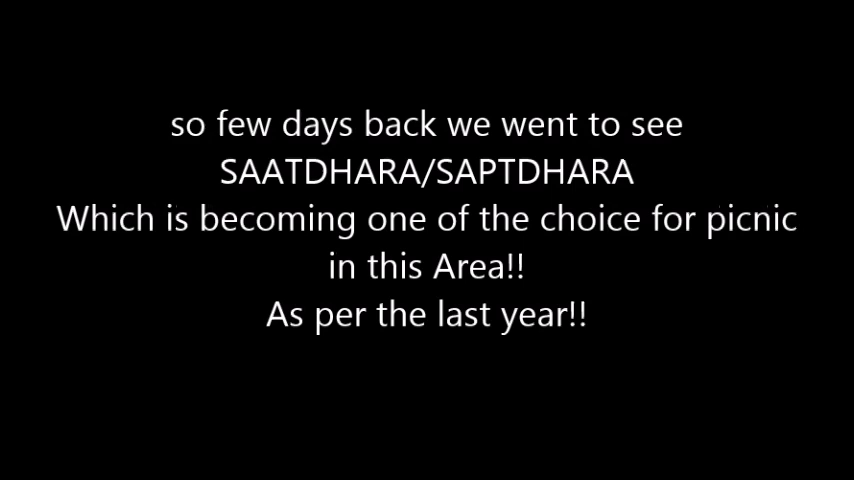 so few days back we went to see
SAATDHARA/SAPTDHARA
Which is becoming one of the choice for picnic
in this Area!!
As per the last year!!